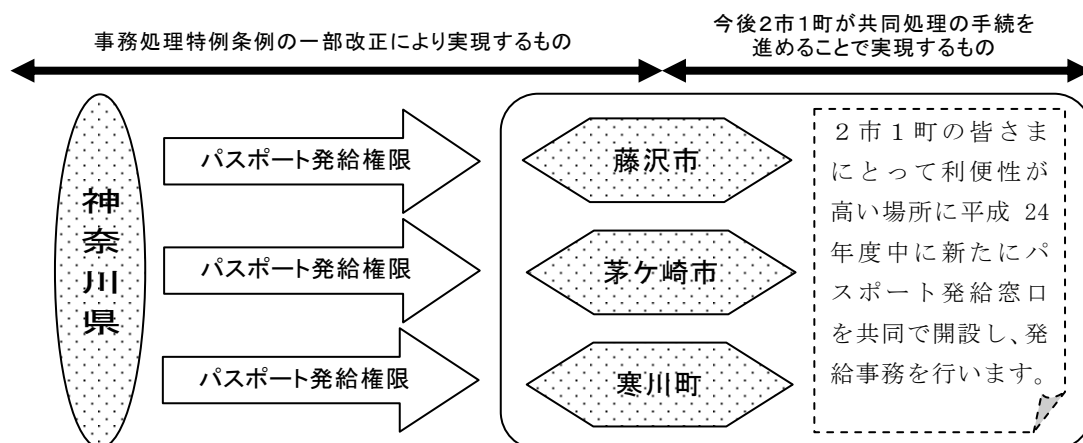 事務処理特例条例の一部改正により実現するもの
今後2市1町が共同処理の手続を
進めることで実現するもの
神奈川県
パスポート発給権限
パスポート発給権限
パスポート発給権限
藤沢市
茅ケ崎市
寒川町
2市1町の皆さま
にとって利便性が
高い場所に平成 24
年度中に新たにパ
スポート発給窓口
を共同で開設し、発
給事務を行います。